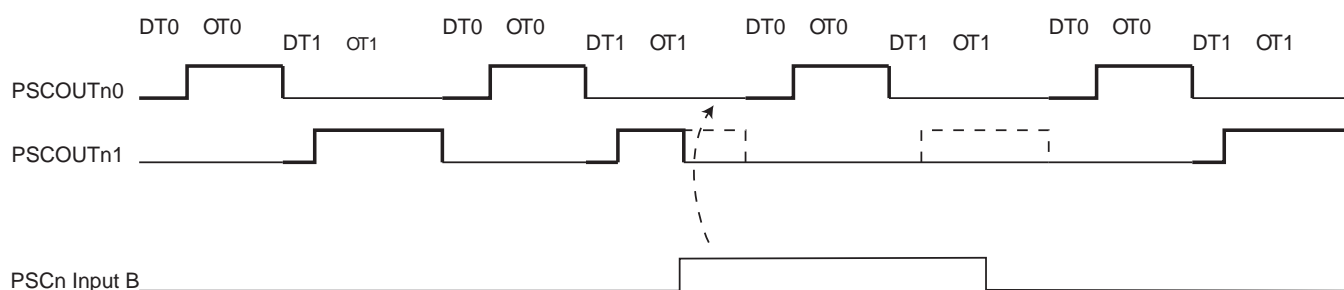 DT0 OT0 DT1 OT1 DT0 OT0 DT1 OT1 DT0 OT0 DT1 OT1 DT0 OT0 DT1 OT1
PSCOUTn0
PSCOUTn1
PSCn Input B